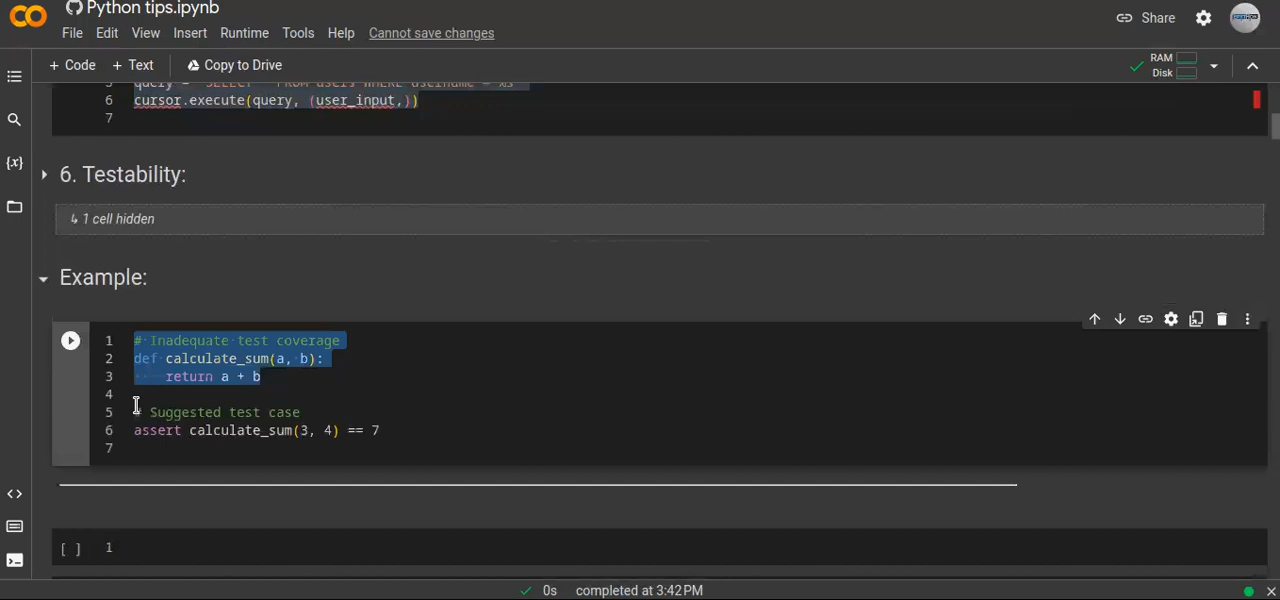 Python tips.ipynb
Share
File Edit View Insert Runtime Tools Help Cannot save changes
+ Code + Text Copy to Drive
RAM
Disk
6 cursor.execute(query, (user_input,))
7
6. Testability:
↳ 1 cell hidden
Example:
1 # Inadequate test coverage
2 def calculate_sum(a, b):
3 return a + b
4
5 # Suggested test case
6 assert calculate_sum(3, 4) == 7
7
[ ] 1
0s completed at 3:42 PM